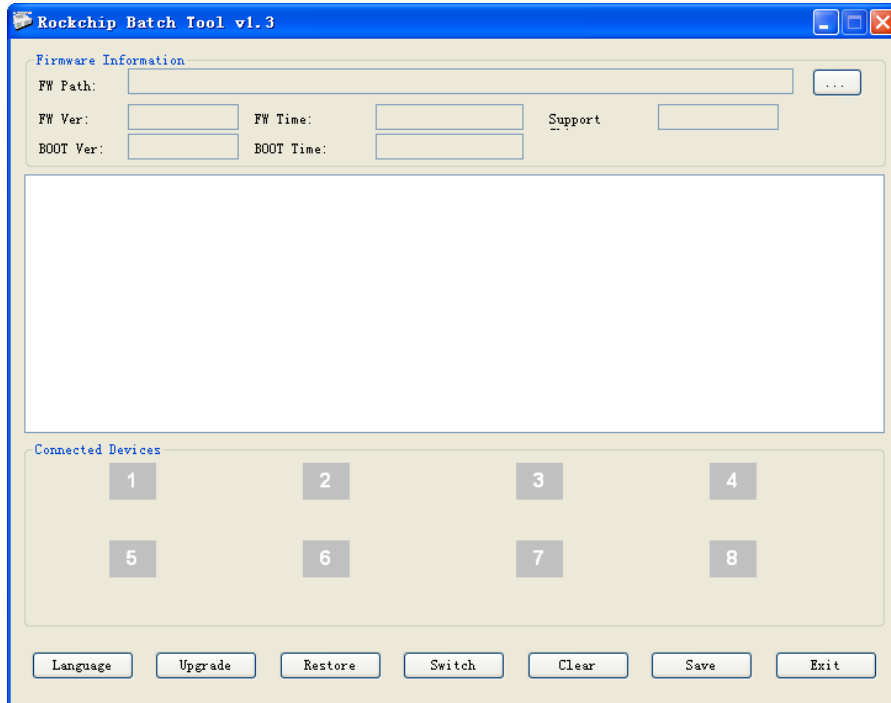 Rockchip Batch Tool v1.3
Firmware Information
FW Path:
...
FW Ver: FW Time: Support
BOOT Ver: BOOT Time:
Connected Devices
1 2 3 4
5 6 7 8
Language Upgrade Restore Switch Clear Save Exit